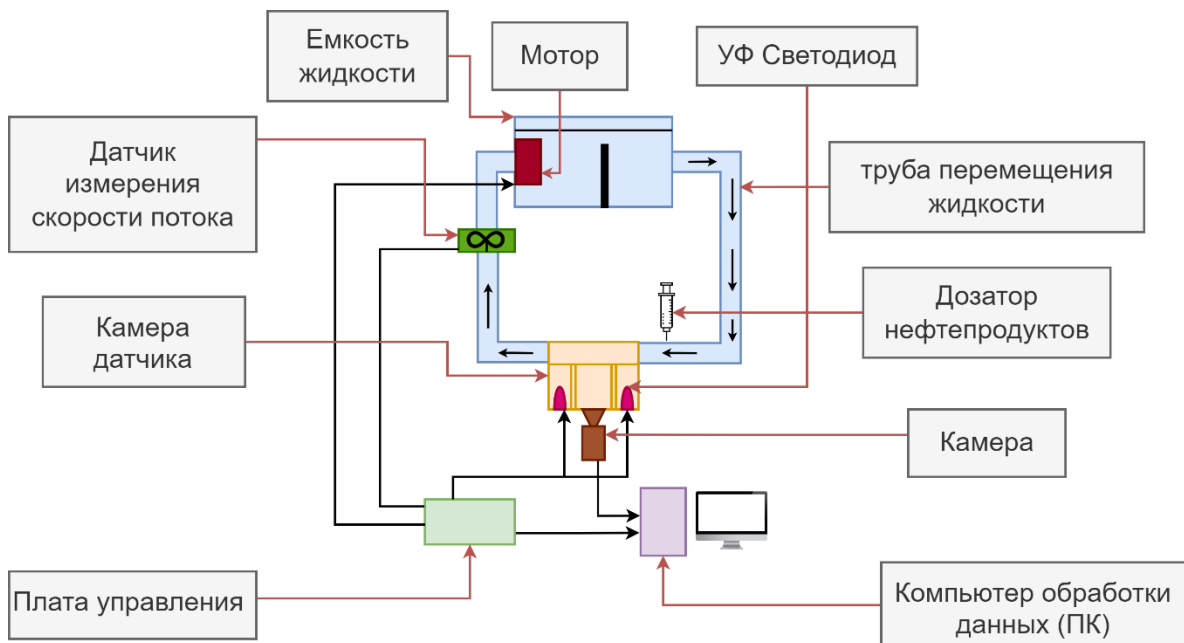 Емкость
жидкости
Мотор
УФ Светодиод
Датчик
измерения
скорости потока
труба перемещения
жидкости
Камера
датчика
Дозатор
нефтепродуктов
Камера
Плата управления
Компьютер обработки
данных (ПК)